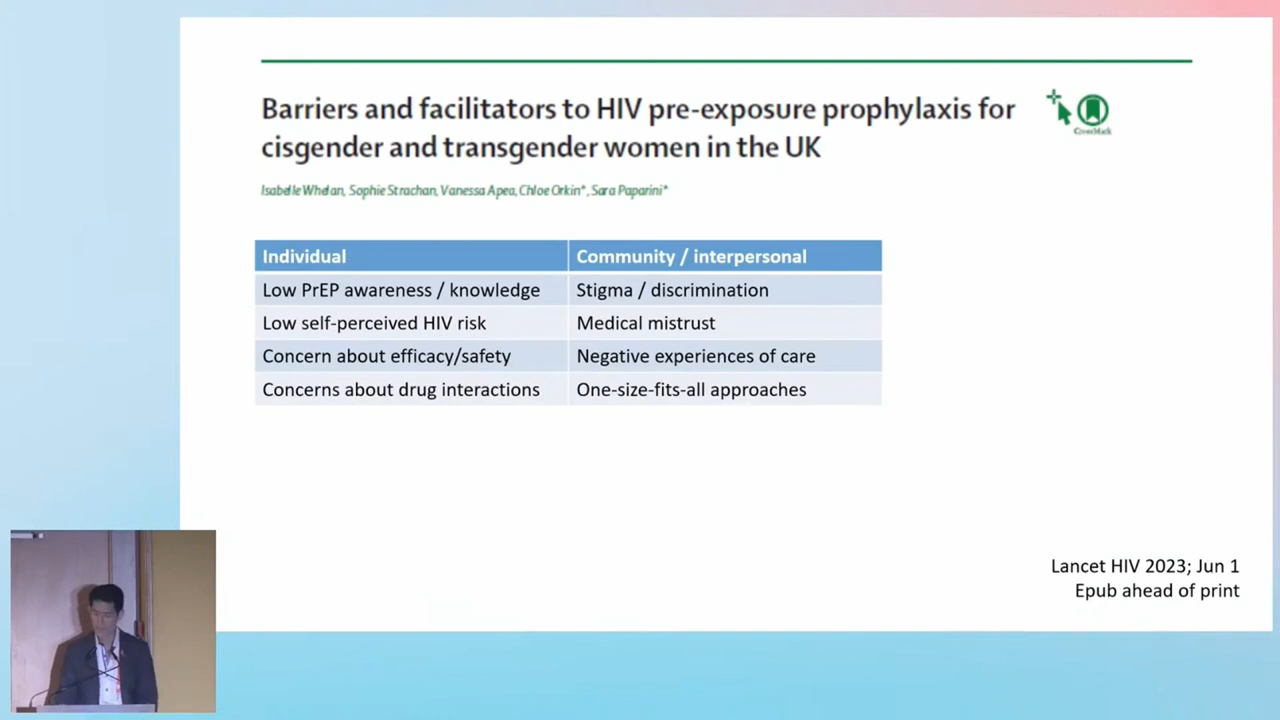 Barriers and facilitators to HIV pre-exposure prophylaxis for
cisgender and transgender women in the UK
CrossMark
Isabelle Whelan, Sophie Strachan, Vanessa Apea, Chloe Orkin*, Sara Paparini*
Individual
Community / interpersonal
Low PrEP awareness / knowledge
Stigma / discrimination
Low self-perceived HIV risk
Medical mistrust
Concern about efficacy/safety
Negative experiences of care
Concerns about drug interactions
One-size-fits-all approaches
Lancet HIV 2023; Jun 1
Epub ahead of print